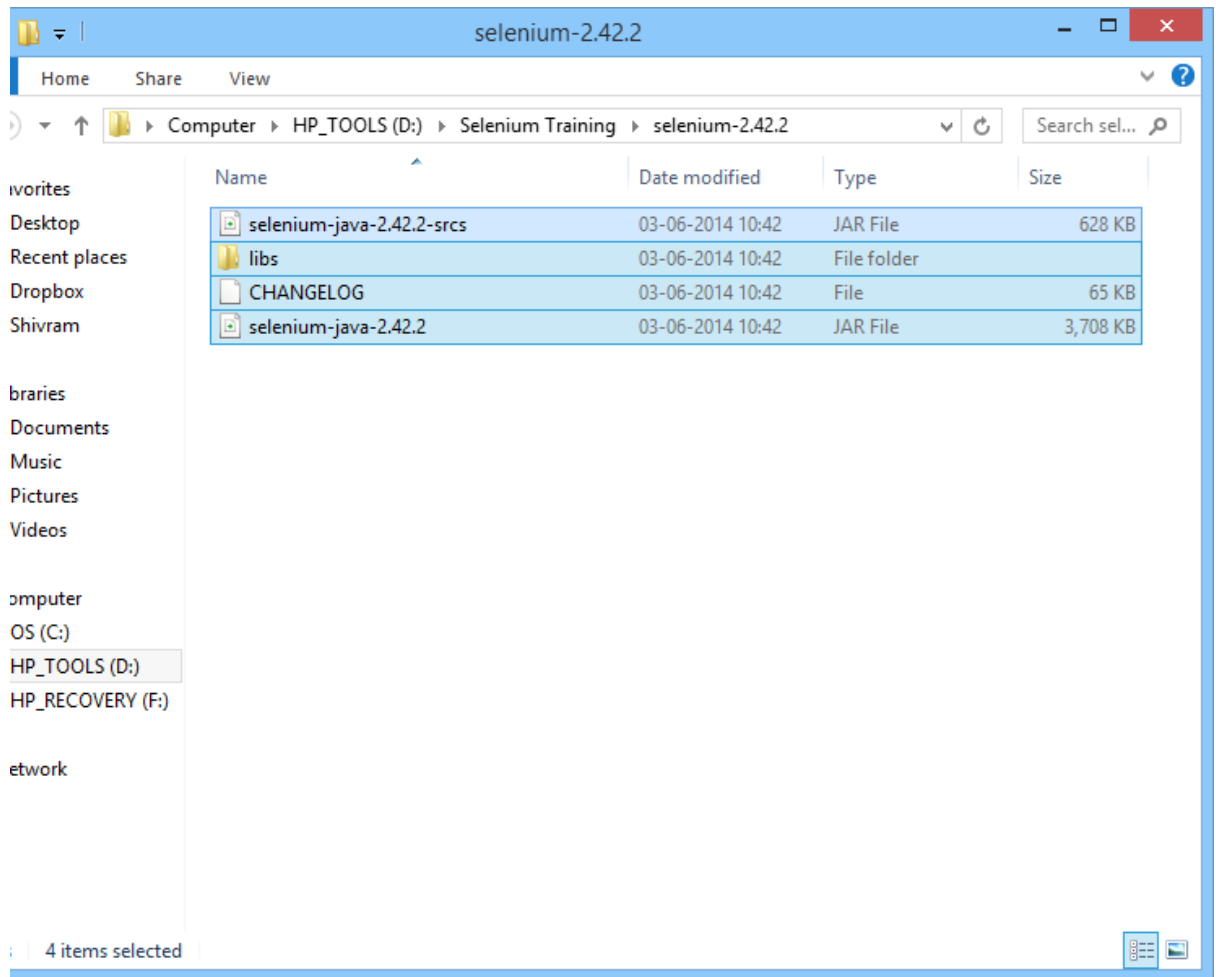 selenium-2.42.2
Home Share View
Computer HP_TOOLS (D:) Selenium Training selenium-2.42.2 Search sel...
Name Date modified Type Size
vorites
Desktop
Recent places
Dropbox
Shivram
braries
Documents
Music
Pictures
Videos
omputer
OS (C:)
HP_TOOLS (D:)
HP_RECOVERY (F:)
etwork
selenium-java-2.42.2-srcs 03-06-2014 10:42 JAR File 628 KB
libs 03-06-2014 10:42 File folder
CHANGELOG 03-06-2014 10:42 File 65 KB
selenium-java-2.42.2 03-06-2014 10:42 JAR File 3,708 KB
4 items selected